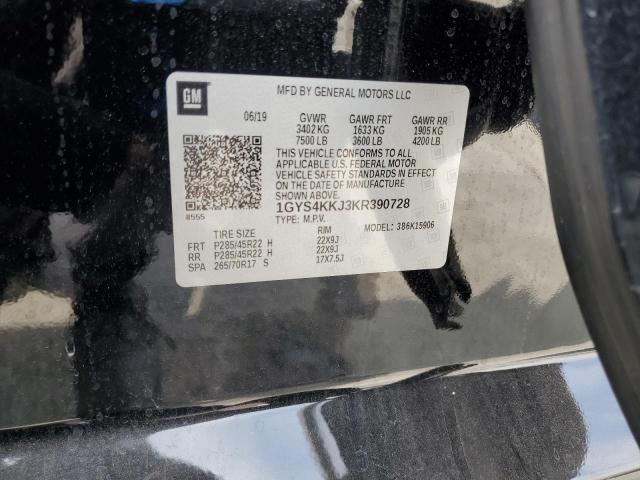 GM
MFD BY GENERAL MOTORS LLC
06/19 GVWR GAWR FRT GAWR RR
3402 KG 1633 KG 1905 KG
7500 LB 3600 LB 4200 LB
THIS VEHICLE CONFORMS TO ALL
APPLICABLE U.S. FEDERAL MOTOR
VEHICLE SAFETY STANDARDS IN EFFECT
ON THE DATE OF MANUFACTURE
SHOWN ABOVE.
1GYS4KKJ3KR390728
8555 TYPE: M.P.V. MODEL: 386K15906
TIRE SIZE RIM
FRT P285/45R22 H 22X9J
RR P285/45R22 H 22X9J
SPA 265/70R17 S 17X7.5J